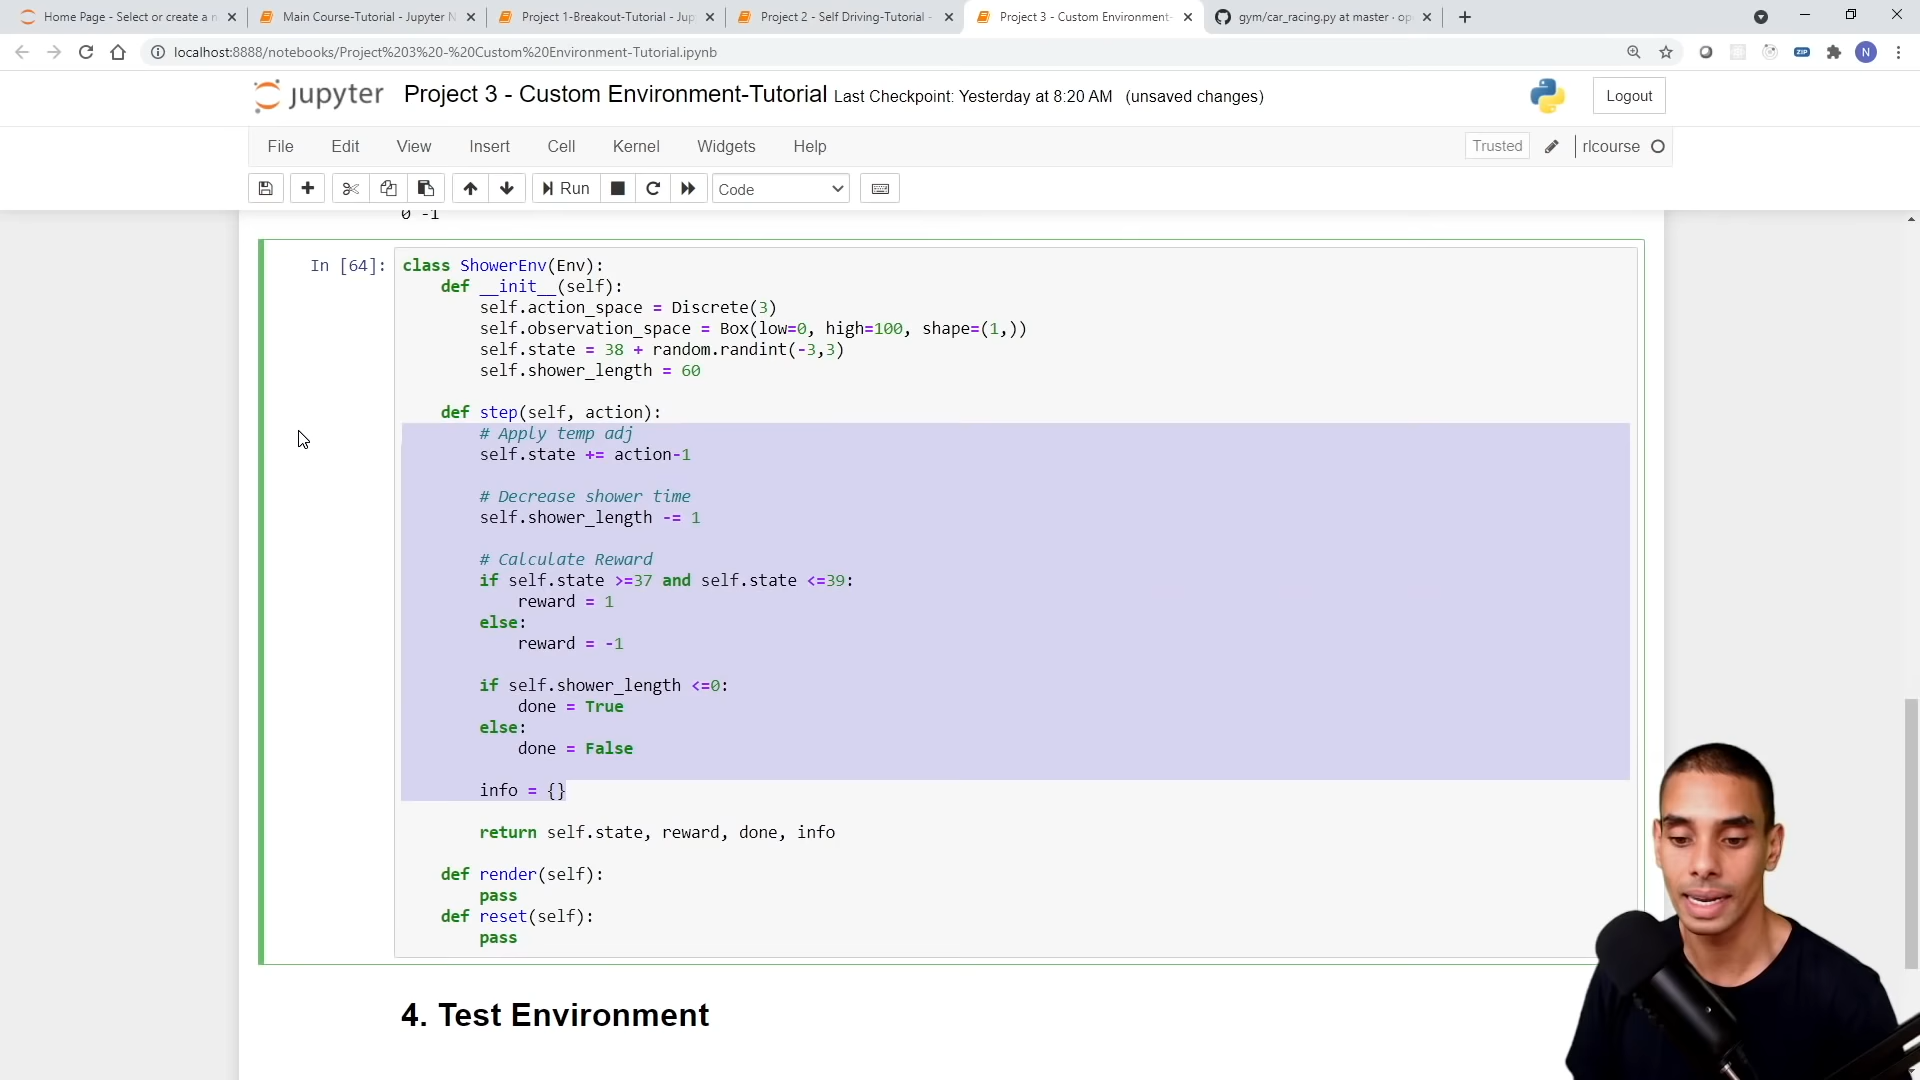 Home Page - Select or create a n
Main Course-Tutorial - Jupyter N
Project 1-Breakout-Tutorial - Jup
Project 2 - Self Driving-Tutorial -
Project 3 - Custom Environment-
gym/car_racing.py at master · op
localhost:8888/notebooks/Project%203%20-%20Custom%20Environment-Tutorial.ipynb
ZIP
N
jupyter Project 3 - Custom Environment-Tutorial Last Checkpoint: Yesterday at 8:20 AM (unsaved changes)
Logout
File Edit View Insert Cell Kernel Widgets Help
Trusted
rlcourse
Run
Code
0 -1
In [64]:
class ShowerEnv(Env):
    def __init__(self):
        self.action_space = Discrete(3)
        self.observation_space = Box(low=0, high=100, shape=(1,))
        self.state = 38 + random.randint(-3,3)
        self.shower_length = 60
    def step(self, action):
        # Apply temp adj
        self.state += action-1
        # Decrease shower time
        self.shower_length -= 1
        # Calculate Reward
        if self.state >=37 and self.state <=39:
            reward = 1
        else:
            reward = -1
        if self.shower_length <=0:
            done = True
        else:
            done = False
        info = {}
        return self.state, reward, done, info
    def render(self):
        pass
    def reset(self):
        pass
4. Test Environment